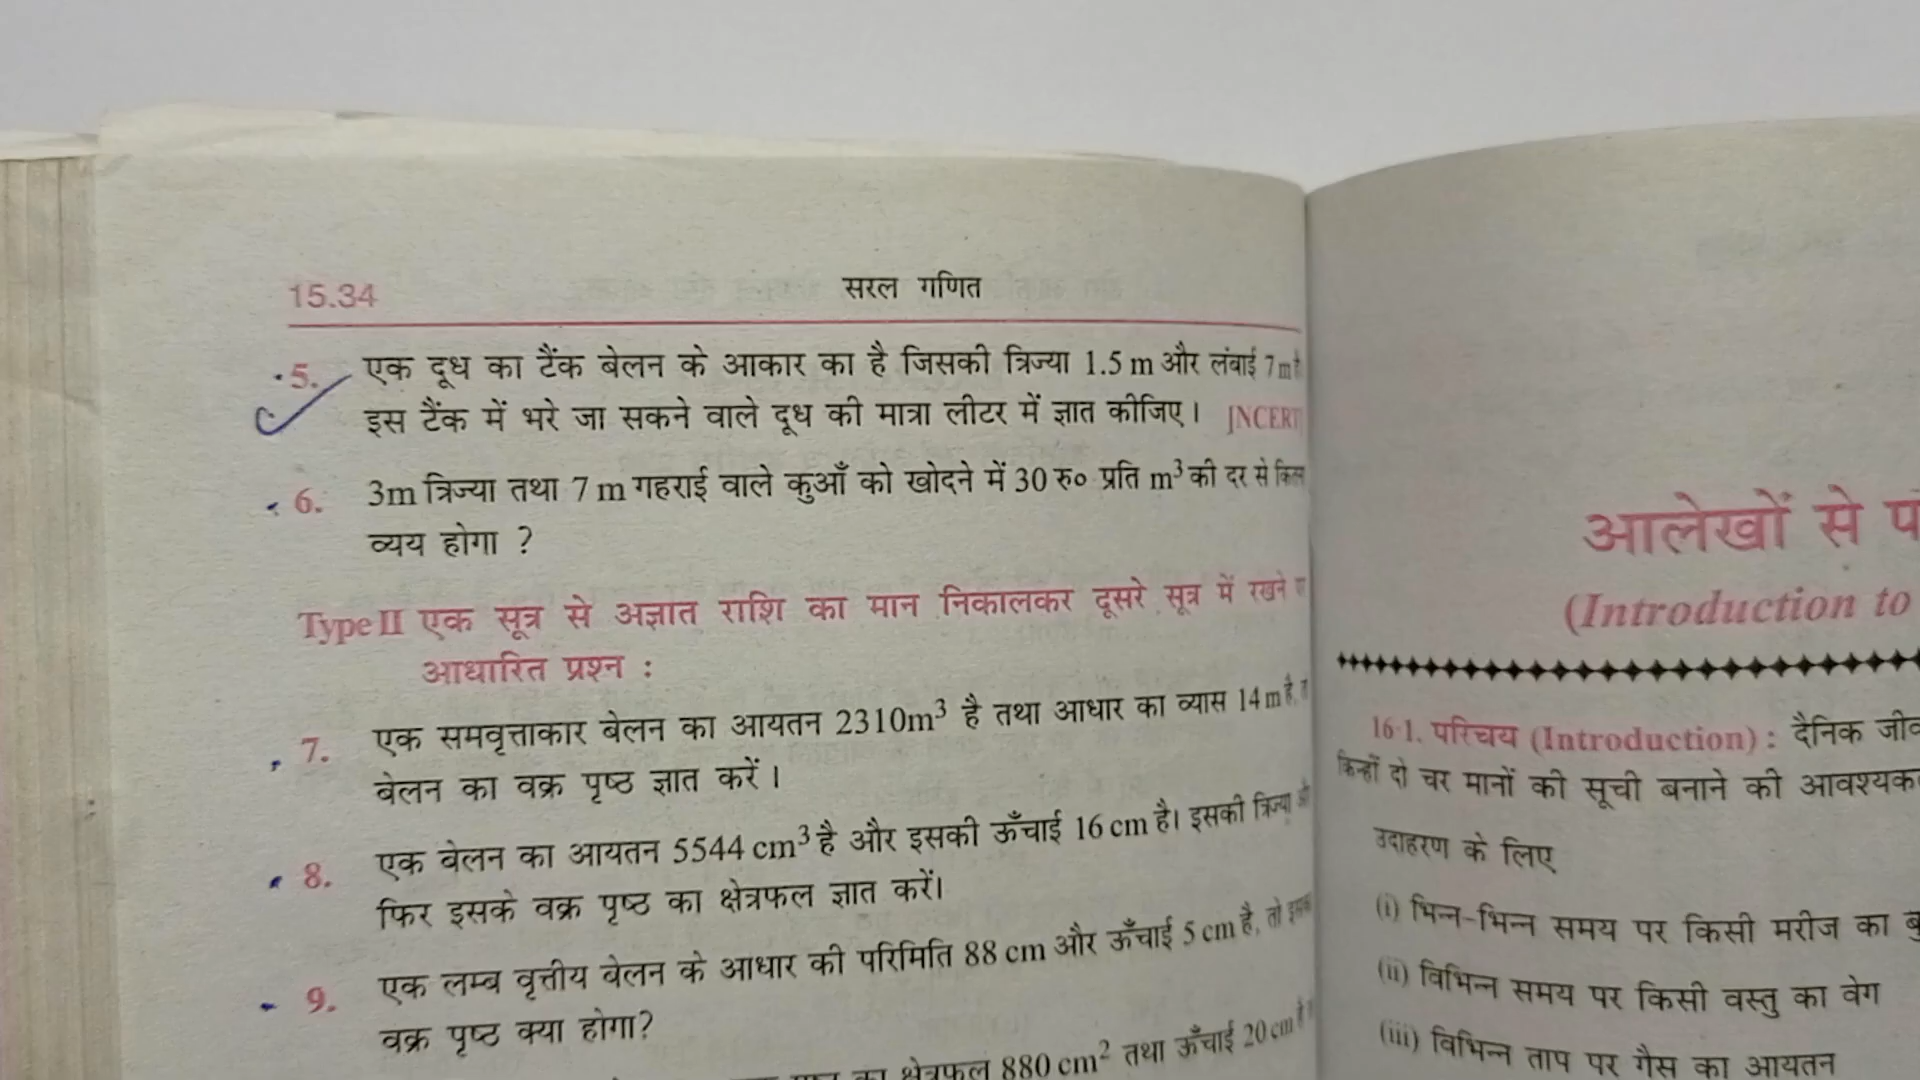 15.34 सरल गणित
5. एक दूध का टैंक बेलन के आकार का है जिसकी त्रिज्या 1.5 m और लंबाई 7 m
इस टैंक में भरे जा सकने वाले दूध की मात्रा लीटर में ज्ञात कीजिए। [NCERT
6. 3m त्रिज्या तथा 7 m गहराई वाले कुआँ को खोदने में 30 रु० प्रति m³ की दर से
व्यय होगा ?
Type II एक सूत्र से अज्ञात राशि का मान निकालकर दूसरे सूत्र में रखने
आधारित प्रश्न :
7. एक समवृत्ताकार बेलन का आयतन 2310m³ है तथा आधार का व्यास 14 m है,
बेलन का वक्र पृष्ठ ज्ञात करें।
8. एक बेलन का आयतन 5544 cm³ है और इसकी ऊँचाई 16 cm है। इसकी त्रिज्या
फिर इसके वक्र पृष्ठ का क्षेत्रफल ज्ञात करें।
9. एक लम्ब वृत्तीय बेलन के आधार की परिमिति 88 cm और ऊँचाई 5 cm है, तो
वक्र पृष्ठ क्या होगा?
का क्षेत्रफल 880 cm² तथा ऊँचाई 20 cm
आलेखों से
(Introduction to
16·1. परिचय (Introduction) : दैनिक
किन्हीं दो चर मानों की सूची बनाने की
उदाहरण के लिए
(i) भिन्न-भिन्न समय पर किसी मरीज का
(ii) विभिन्न समय पर किसी वस्तु का वेग
(iii) विभिन्न ताप पर गैस का आयतन